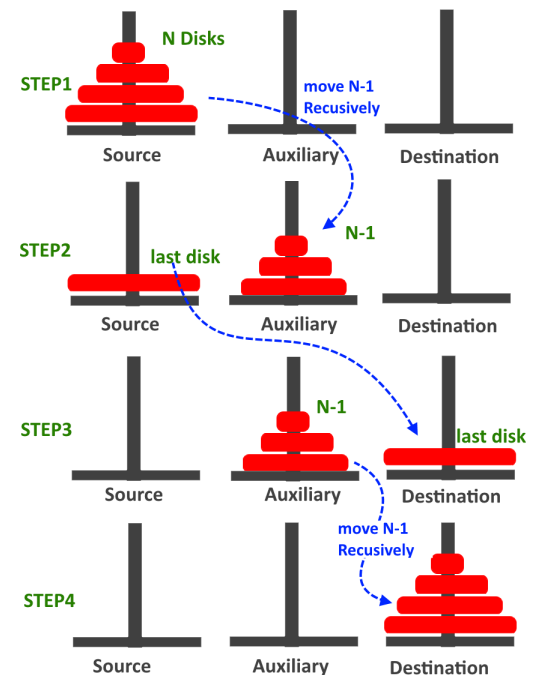 N Disks
STEP1
move N-1
Recusively
Source
Auxiliary
Destination
STEP2
last disk
N-1
Source
Auxiliary
Destination
STEP3
N-1
last disk
Source
Auxiliary
Destination
move N-1
Recusively
STEP4
Source
Auxiliary
Destination